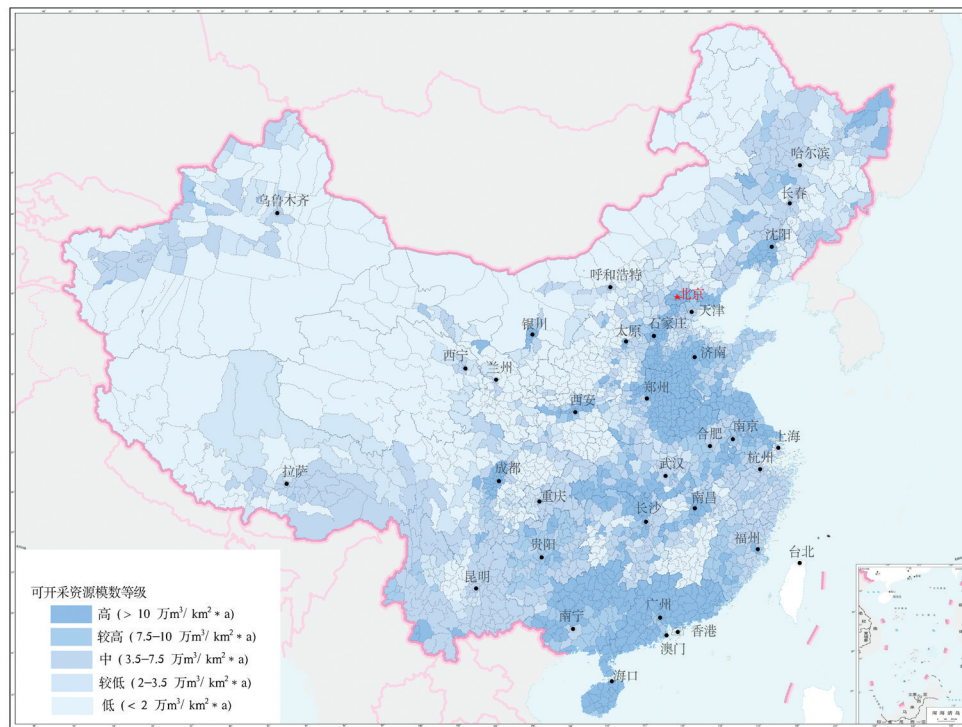 哈尔滨
长春
乌鲁木齐
沈阳
呼和浩特
北京
天津
银川
太原
石家庄
西宁
兰州
济南
郑州
西安
合肥
南京
上海
杭州
拉萨
成都
武汉
重庆
南昌
长沙
贵阳
福州
台北
昆明
广州
南宁
香港
澳门
海口
可开采资源模数等级
高 (> 10 万m³/ km² * a)
较高 (7.5-10 万m³/ km² * a)
中 (3.5-7.5 万m³/ km² * a)
较低 (2-3.5 万m³/ km² * a)
低 (< 2 万m³/ km² * a)